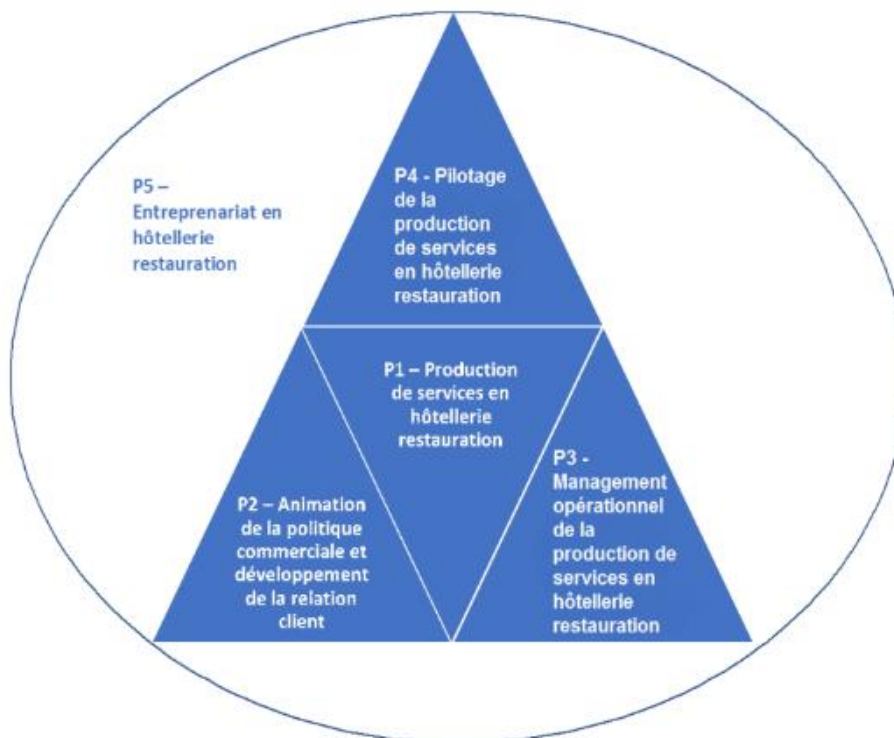 P5 –
Entreprenariat en
hôtellerie
restauration
P4 - Pilotage
de la
production
de services
en hôtellerie
restauration
P1 – Production
de services en
hôtellerie
restauration
P2 – Animation
de la politique
commerciale et
développement
de la relation
client
P3 -
Management
opérationnel
de la
production de
services en
hôtellerie
restauration